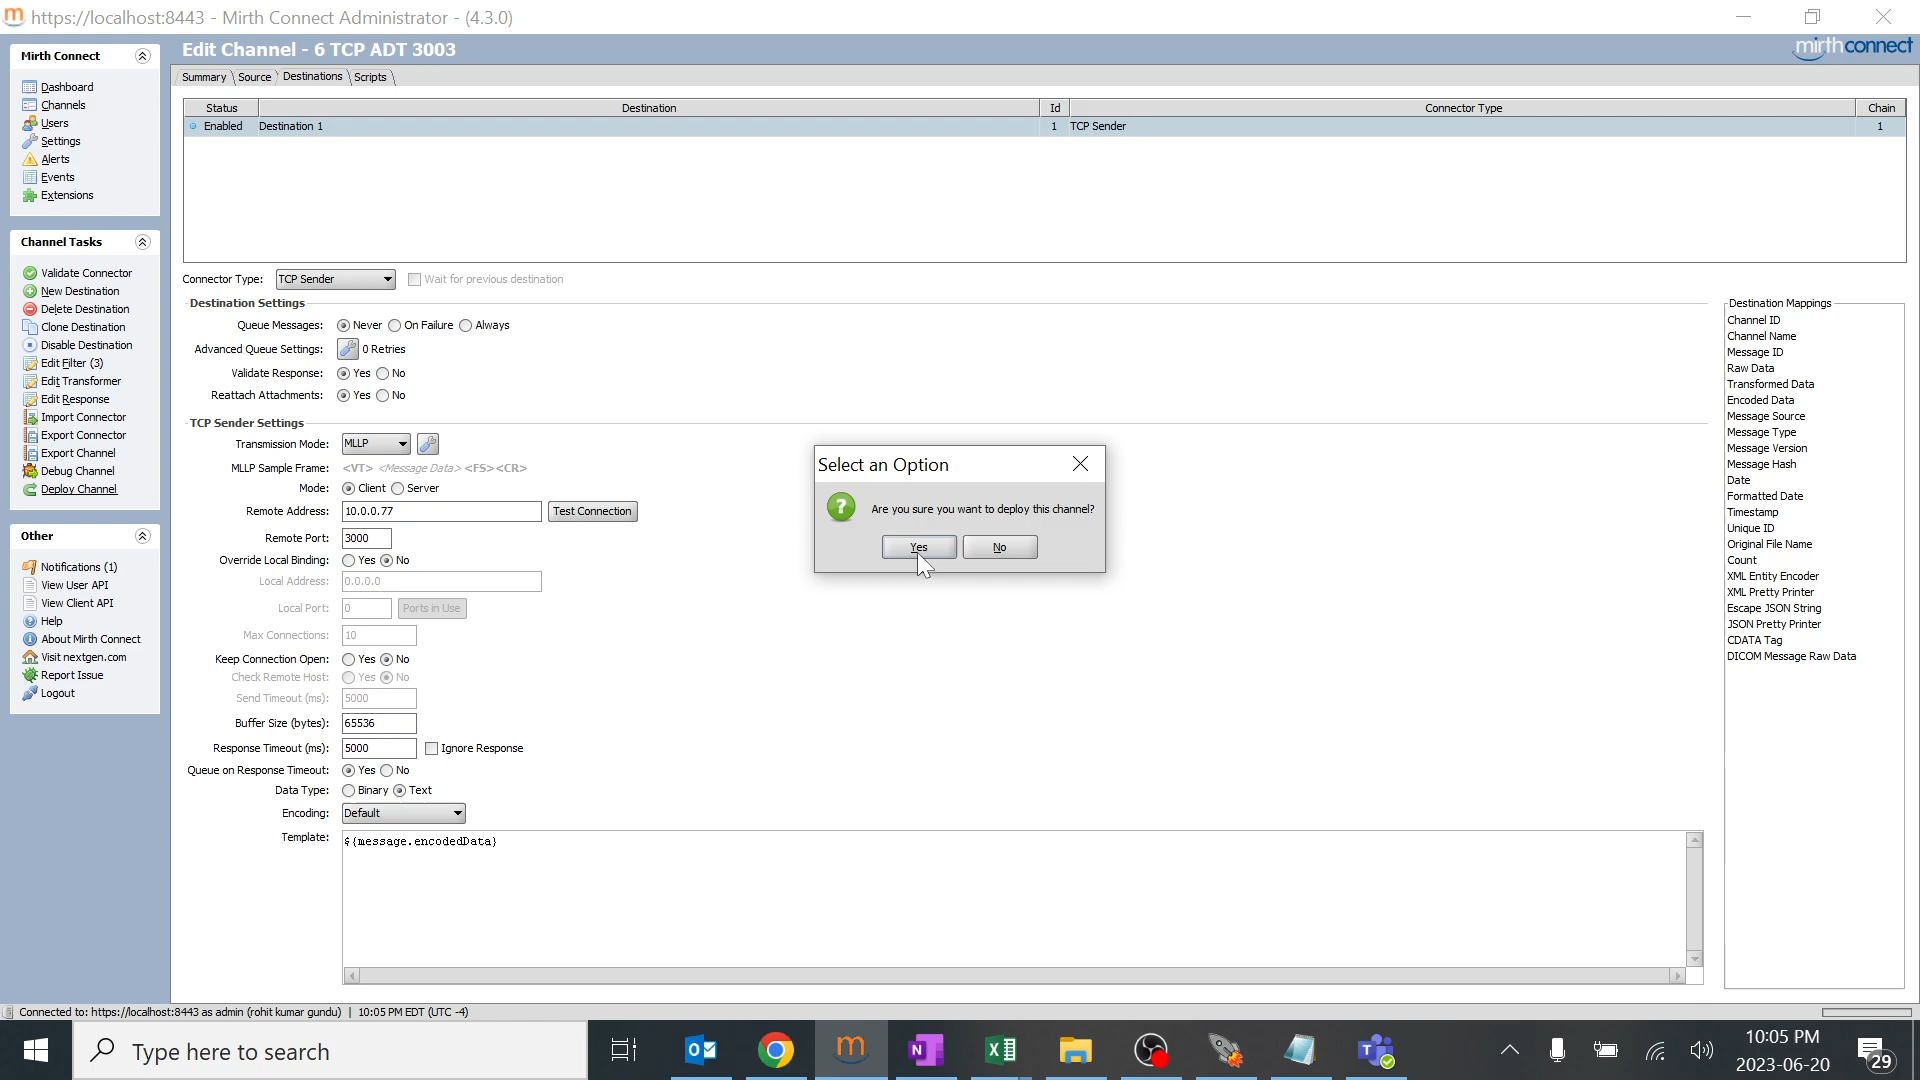 https://localhost:8443 - Mirth Connect Administrator - (4.3.0)
Mirth Connect
Dashboard
Channels
Users
Settings
Alerts
Events
Extensions
Channel Tasks
Validate Connector
New Destination
Delete Destination
Clone Destination
Disable Destination
Edit Filter (3)
Edit Transformer
Edit Response
Import Connector
Export Connector
Export Channel
Debug Channel
Deploy Channel
Other
Notifications (1)
View User API
View Client API
Help
About Mirth Connect
Visit nextgen.com
Report Issue
Logout
Edit Channel - 6 TCP ADT 3003
mirthconnect
Summary Source Destinations Scripts
Status Destination Id Connector Type Chain
Enabled Destination 1 1 TCP Sender 1
Connector Type: TCP Sender Wait for previous destination
Destination Settings
Queue Messages: Never On Failure Always
Advanced Queue Settings: 0 Retries
Validate Response: Yes No
Reattach Attachments: Yes No
TCP Sender Settings
Transmission Mode: MLLP
MLLP Sample Frame: <VT> <Message Data> <FS><CR>
Mode: Client Server
Remote Address: 10.0.0.77 Test Connection
Remote Port: 3000
Override Local Binding: Yes No
Local Address: 0.0.0.0
Local Port: 0 Ports in Use
Max Connections: 10
Keep Connection Open: Yes No
Check Remote Host: Yes No
Send Timeout (ms): 5000
Buffer Size (bytes): 65536
Response Timeout (ms): 5000 Ignore Response
Queue on Response Timeout: Yes No
Data Type: Binary Text
Encoding: Default
Template: ${message.encodedData}
Select an Option
? Are you sure you want to deploy this channel?
Yes No
Destination Mappings
Channel ID
Channel Name
Message ID
Raw Data
Transformed Data
Encoded Data
Message Source
Message Type
Message Version
Message Hash
Date
Formatted Date
Timestamp
Unique ID
Original File Name
Count
XML Entity Encoder
XML Pretty Printer
Escape JSON String
JSON Pretty Printer
CDATA Tag
DICOM Message Raw Data
Connected to: https://localhost:8443 as admin (rohit kumar gundu) | 10:05 PM EDT (UTC -4)
Type here to search
10:05 PM
2023-06-20
29